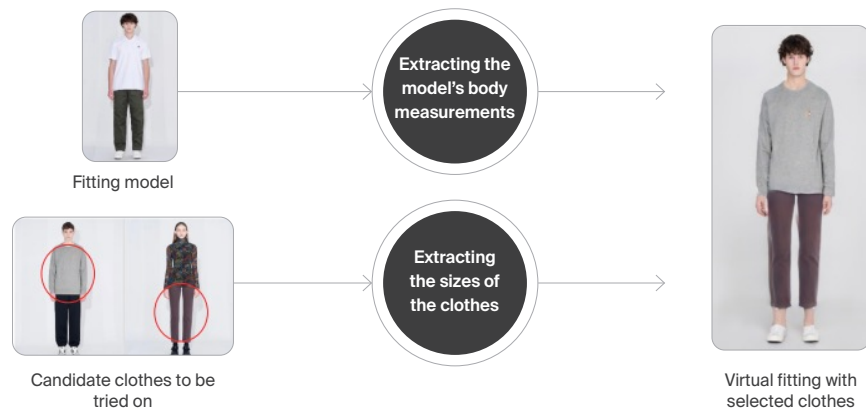 Extracting the
model's body
measurements
Fitting model
Extracting
the sizes of
the clothes
Candidate clothes to be
tried on
Virtual fitting with
selected clothes